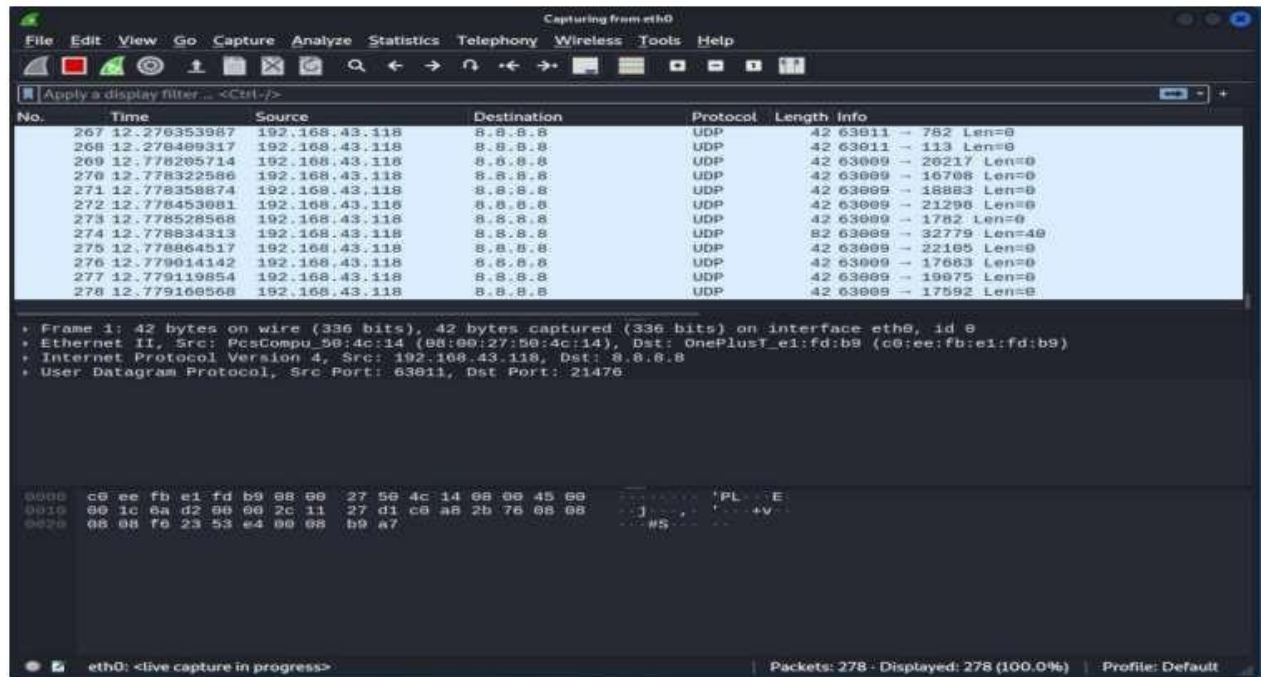 Capturing from eth0
File Edit View Go Capture Analyze Statistics Telephony Wireless Tools Help
Apply a display filter ... <Ctrl-/>
No. Time Source Destination Protocol Length Info
267 12.270353987 192.168.43.118 8.8.8.8 UDP 42 63011 → 782 Len=0
268 12.270409317 192.168.43.118 8.8.8.8 UDP 42 63011 → 113 Len=0
269 12.778205714 192.168.43.118 8.8.8.8 UDP 42 63009 → 20217 Len=0
270 12.778322586 192.168.43.118 8.8.8.8 UDP 42 63009 → 16708 Len=0
271 12.778358874 192.168.43.118 8.8.8.8 UDP 42 63009 → 18883 Len=0
272 12.778453081 192.168.43.118 8.8.8.8 UDP 42 63009 → 21298 Len=0
273 12.778528568 192.168.43.118 8.8.8.8 UDP 42 63009 → 1782 Len=0
274 12.778834313 192.168.43.118 8.8.8.8 UDP 82 63009 → 32779 Len=40
275 12.778864517 192.168.43.118 8.8.8.8 UDP 42 63009 → 22105 Len=0
276 12.779014142 192.168.43.118 8.8.8.8 UDP 42 63009 → 17683 Len=0
277 12.779119854 192.168.43.118 8.8.8.8 UDP 42 63009 → 19075 Len=0
278 12.779160568 192.168.43.118 8.8.8.8 UDP 42 63009 → 17592 Len=0
Frame 1: 42 bytes on wire (336 bits), 42 bytes captured (336 bits) on interface eth0, id 0
Ethernet II, Src: PcsCompu_50:4c:14 (08:00:27:50:4c:14), Dst: OnePlusT_e1:fd:b9 (c0:ee:fb:e1:fd:b9)
Internet Protocol Version 4, Src: 192.168.43.118, Dst: 8.8.8.8
User Datagram Protocol, Src Port: 63011, Dst Port: 21476
0000 c0 ee fb e1 fd b9 08 00 27 50 4c 14 08 00 45 00 ········ 'PL···E·
0010 00 1c 6a d2 00 00 2c 11 27 d1 c0 a8 2b 76 08 08 ··j···,· '···+v··
0020 08 08 f6 23 53 e4 00 08 b9 a7 ···#S··· ··
eth0: <live capture in progress> Packets: 278 · Displayed: 278 (100.0%) Profile: Default